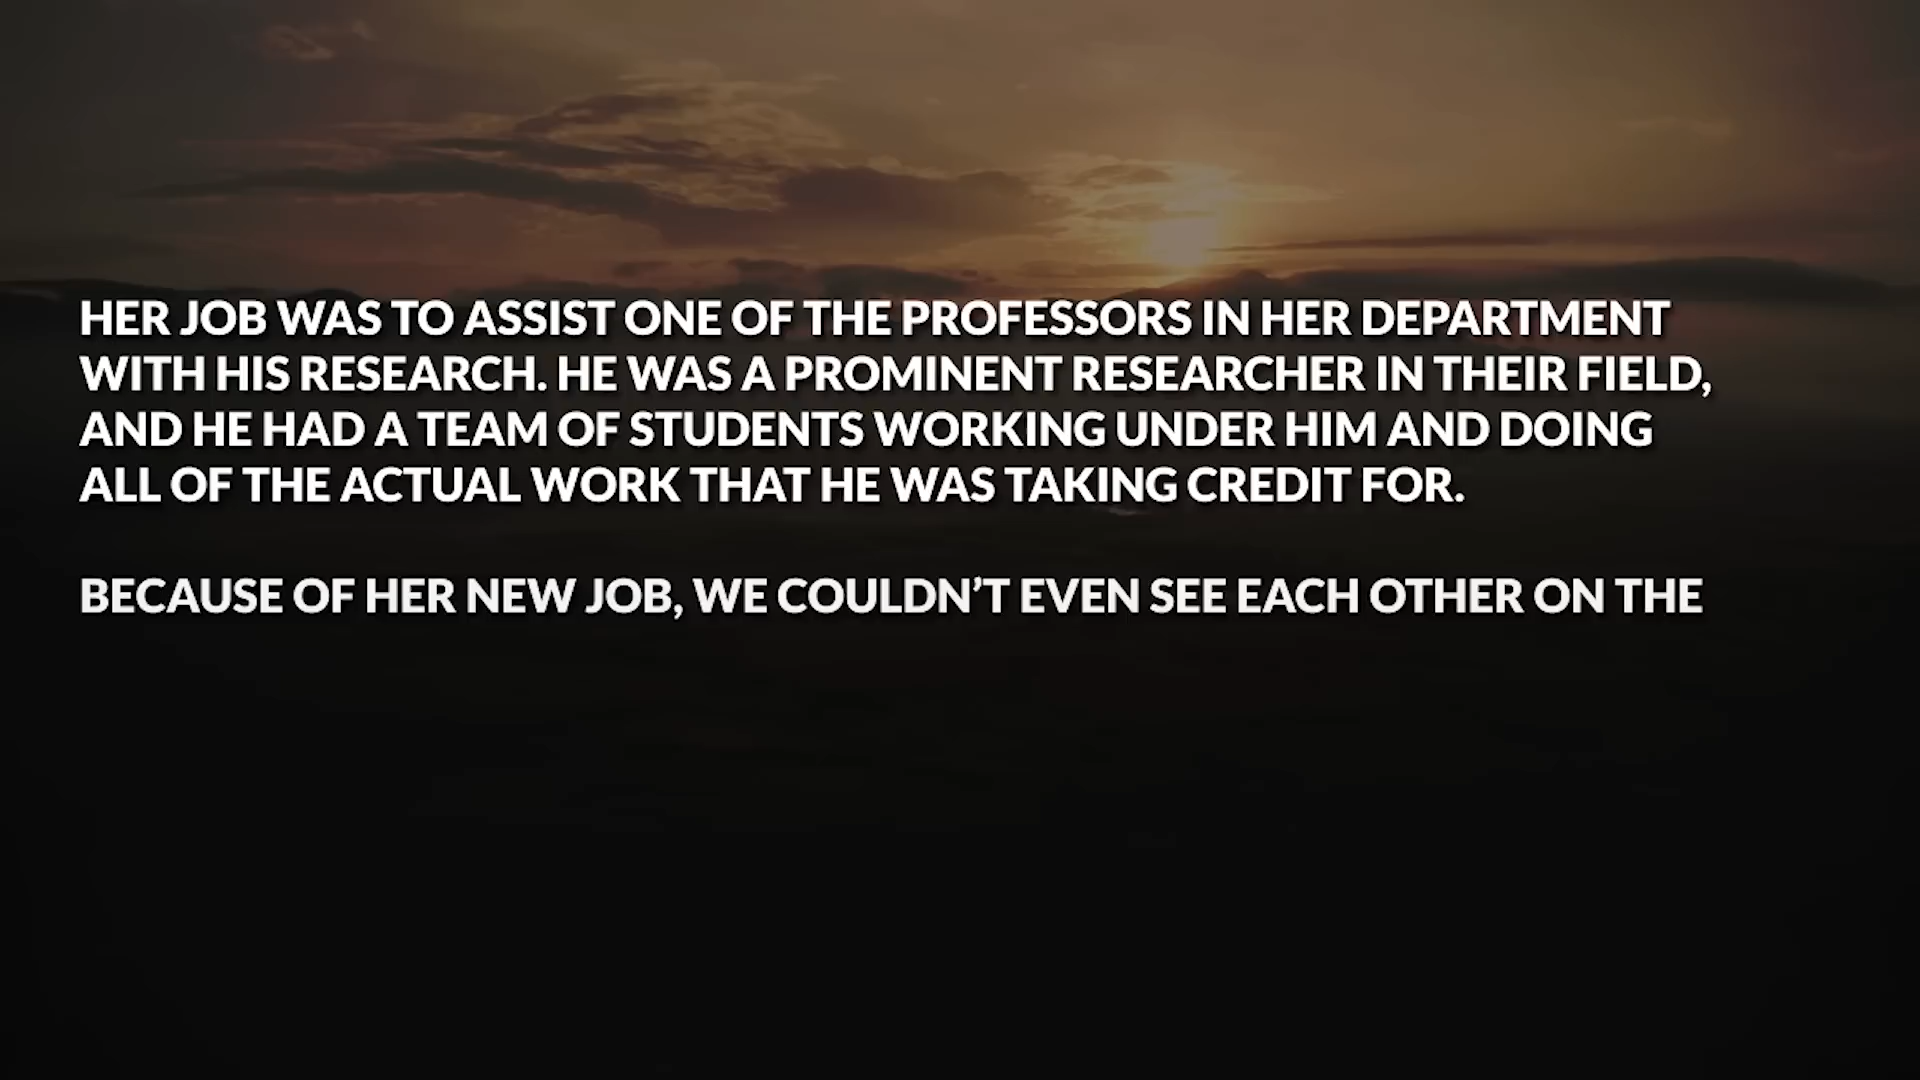 HER JOB WAS TO ASSIST ONE OF THE PROFESSORS IN HER DEPARTMENT
WITH HIS RESEARCH. HE WAS A PROMINENT RESEARCHER IN THEIR FIELD,
AND HE HAD A TEAM OF STUDENTS WORKING UNDER HIM AND DOING
ALL OF THE ACTUAL WORK THAT HE WAS TAKING CREDIT FOR.
BECAUSE OF HER NEW JOB, WE COULDN’T EVEN SEE EACH OTHER ON THE